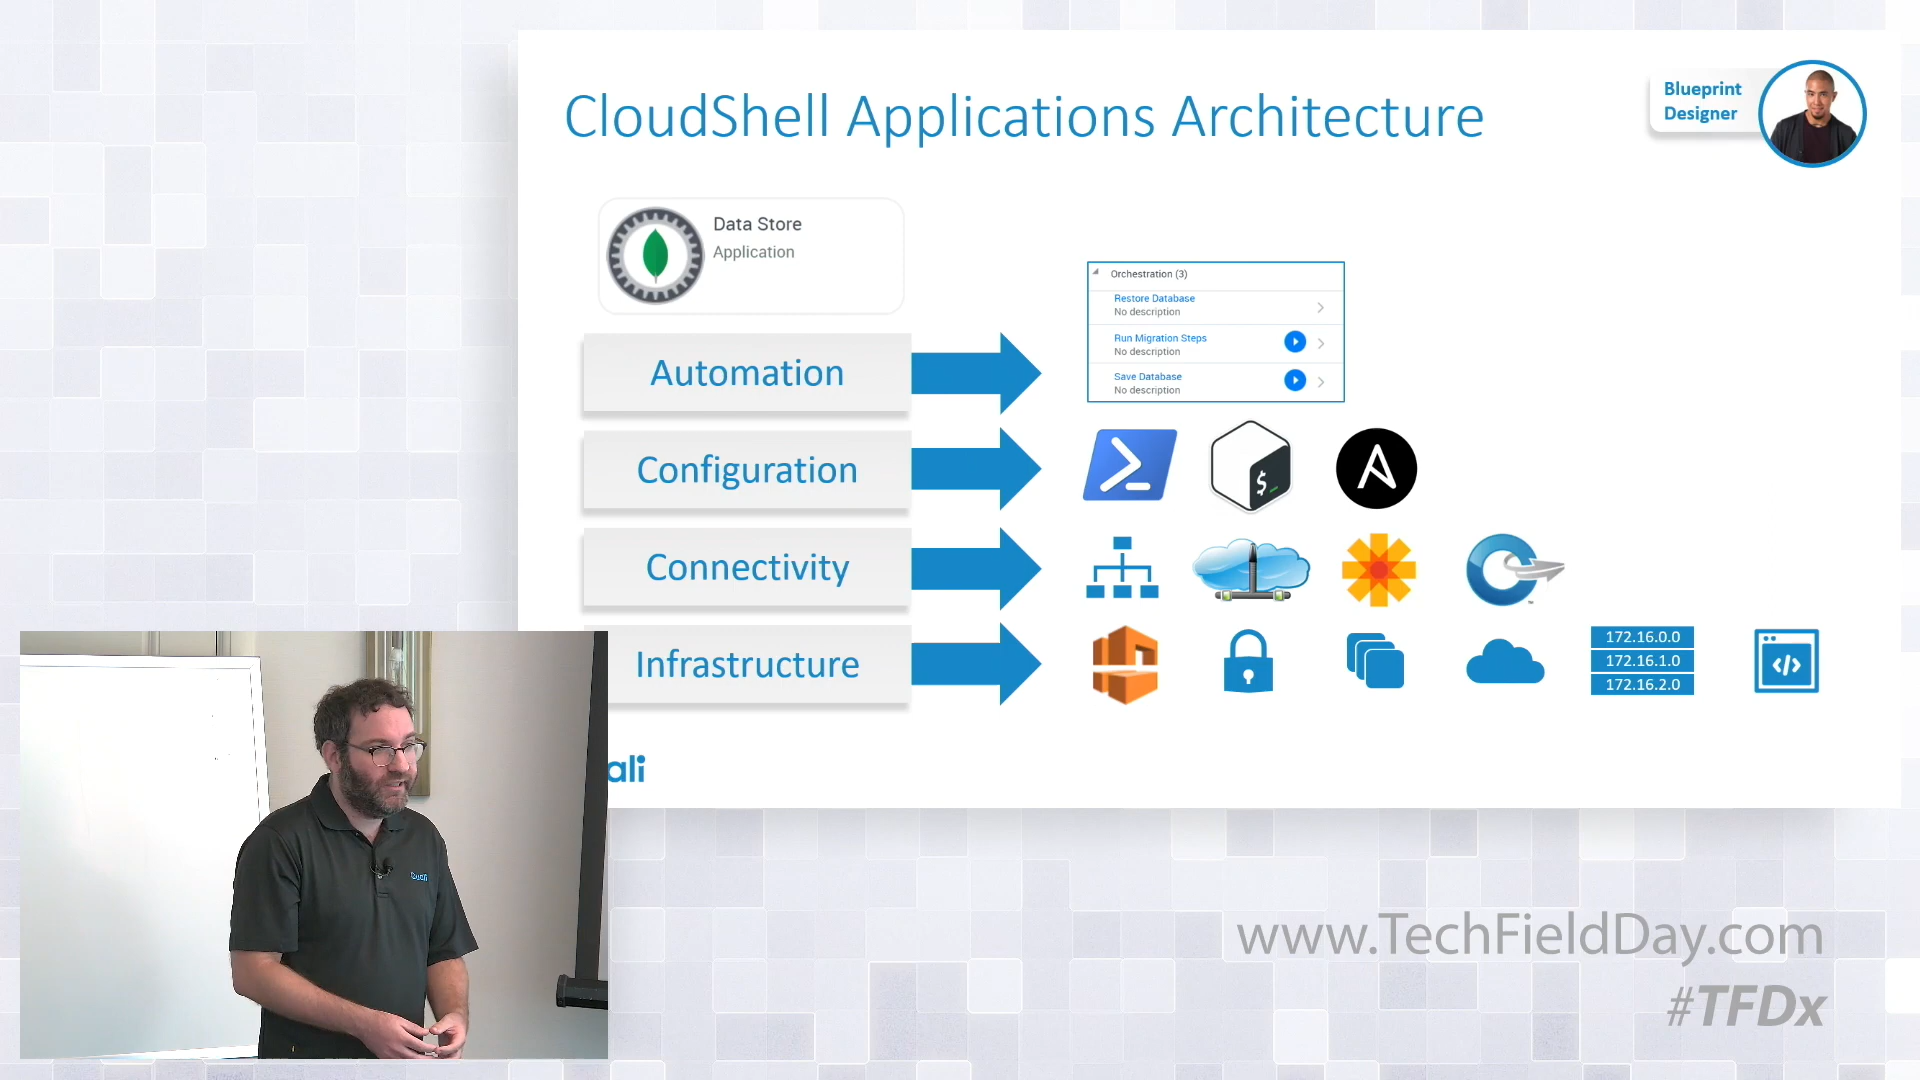 CloudShell Applications Architecture
Blueprint
Designer
Data Store
Application
Orchestration (3)
Restore Database
No description
Run Migration Steps
No description
Save Database
No description
Automation
Configuration
$_
Connectivity
Infrastructure
172.16.0.0
172.16.1.0
172.16.2.0
</>
ali
Quali
www.TechFieldDay.com
#TFDx